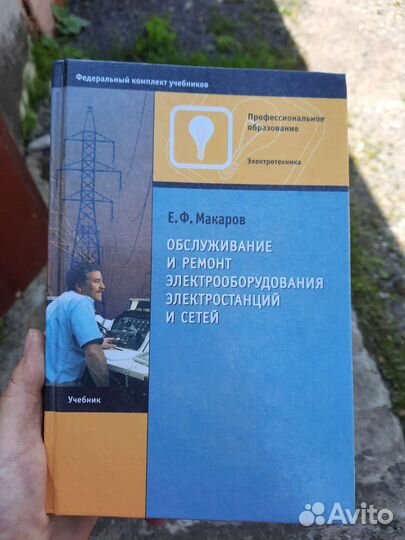 Федеральный комплект учебников
Профессиональное
образование
Электротехника
Е. Ф. Макаров
ОБСЛУЖИВАНИЕ
И РЕМОНТ
ЭЛЕКТРООБОРУДОВАНИЯ
ЭЛЕКТРОСТАНЦИЙ
И СЕТЕЙ
Учебник
Avito